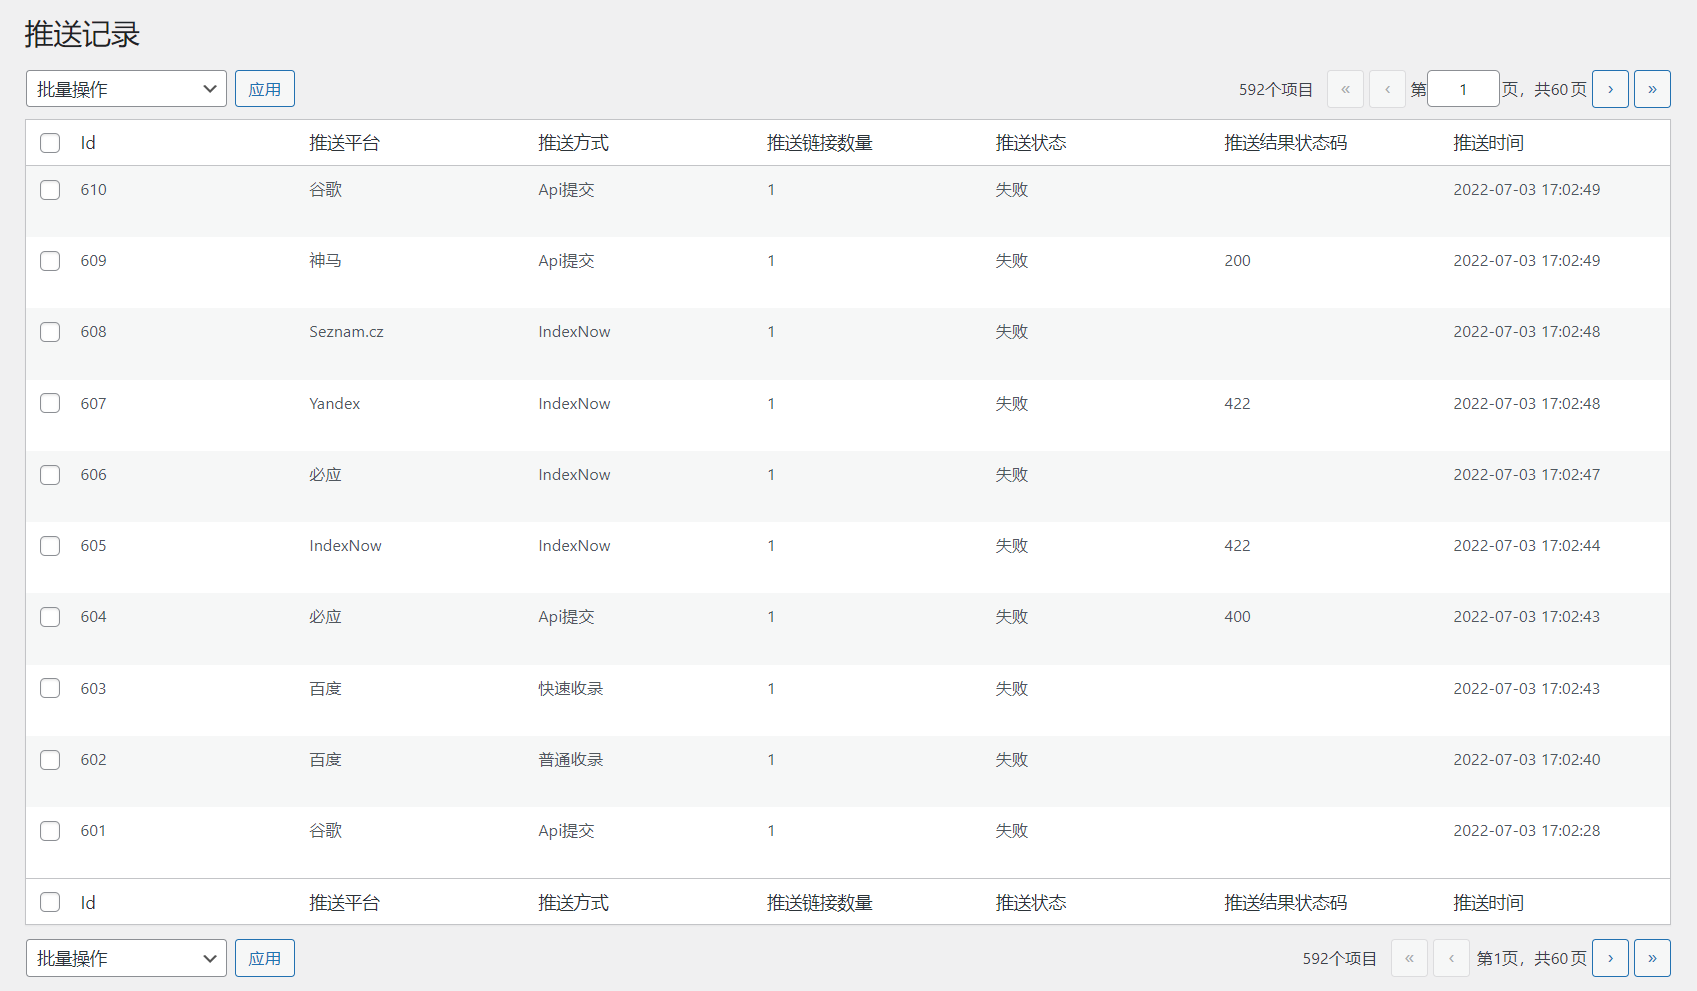 推送记录
批量操作 应用 592个项目 « ‹ 第 1 页，共60页 › »
Id 推送平台 推送方式 推送链接数量 推送状态 推送结果状态码 推送时间
610 谷歌 Api提交 1 失败 2022-07-03 17:02:49
609 神马 Api提交 1 失败 200 2022-07-03 17:02:49
608 Seznam.cz IndexNow 1 失败 2022-07-03 17:02:48
607 Yandex IndexNow 1 失败 422 2022-07-03 17:02:48
606 必应 IndexNow 1 失败 2022-07-03 17:02:47
605 IndexNow IndexNow 1 失败 422 2022-07-03 17:02:44
604 必应 Api提交 1 失败 400 2022-07-03 17:02:43
603 百度 快速收录 1 失败 2022-07-03 17:02:43
602 百度 普通收录 1 失败 2022-07-03 17:02:40
601 谷歌 Api提交 1 失败 2022-07-03 17:02:28
Id 推送平台 推送方式 推送链接数量 推送状态 推送结果状态码 推送时间
批量操作 应用 592个项目 « ‹ 第1页，共60页 › »